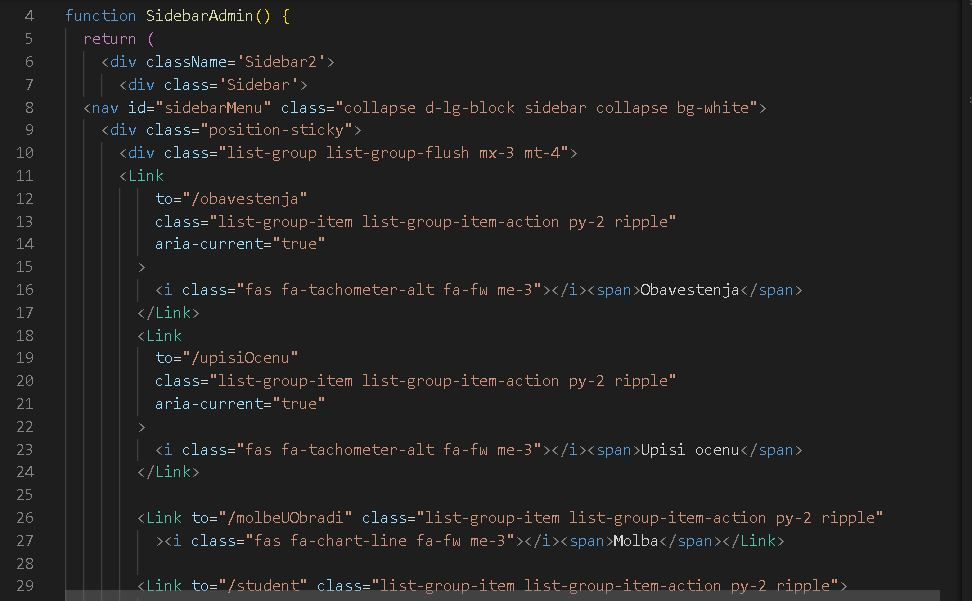 4 function SidebarAdmin() {
5 return (
6 <div className='Sidebar2'>
7 <div class='Sidebar'>
8 <nav id="sidebarMenu" class="collapse d-lg-block sidebar collapse bg-white">
9 <div class="position-sticky">
10 <div class="list-group list-group-flush mx-3 mt-4">
11 <Link
12 to="/obavestenja"
13 class="list-group-item list-group-item-action py-2 ripple"
14 aria-current="true"
15 >
16 <i class="fas fa-tachometer-alt fa-fw me-3"></i><span>Obavestenja</span>
17 </Link>
18 <Link
19 to="/upisiOcenu"
20 class="list-group-item list-group-item-action py-2 ripple"
21 aria-current="true"
22 >
23 <i class="fas fa-tachometer-alt fa-fw me-3"></i><span>Upisi ocenu</span>
24 </Link>
25
26 <Link to="/molbeUObradi" class="list-group-item list-group-item-action py-2 ripple"
27 ><i class="fas fa-chart-line fa-fw me-3"></i><span>Molba</span></Link>
28
29 <Link to="/student" class="list-group-item list-group-item-action py-2 ripple">